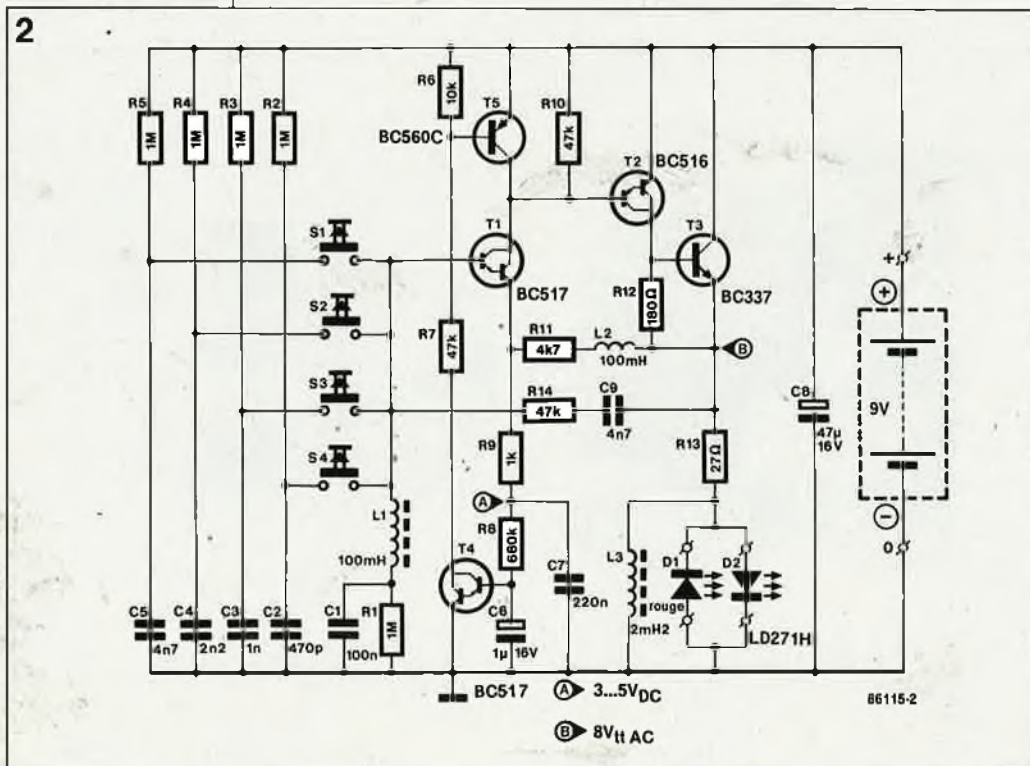 2
R5
1M
R4
1M
R3
1M
R2
1M
R6
10k
T5
BC560C
R10
47k
T2
BC516
T1
BC517
T3
BC337
S1
S2
S3
S4
R7
47k
R12
180Ω
R11
4k7
L2
100mH
B
R14
47k
C9
4n7
R13
27Ω
R9
1k
A
R8
680k
L1
100mH
T4
C7
220n
L3
rouge
2mH2
D1
D2
LD271H
C8
47μ
16V
9V
+
+
−
0
C5
4n7
C4
2n2
C3
1n
C2
470p
C1
100n
R1
1M
C6
1μ 16V
BC517
A 3...5V DC
B 8V tt AC
86115-2